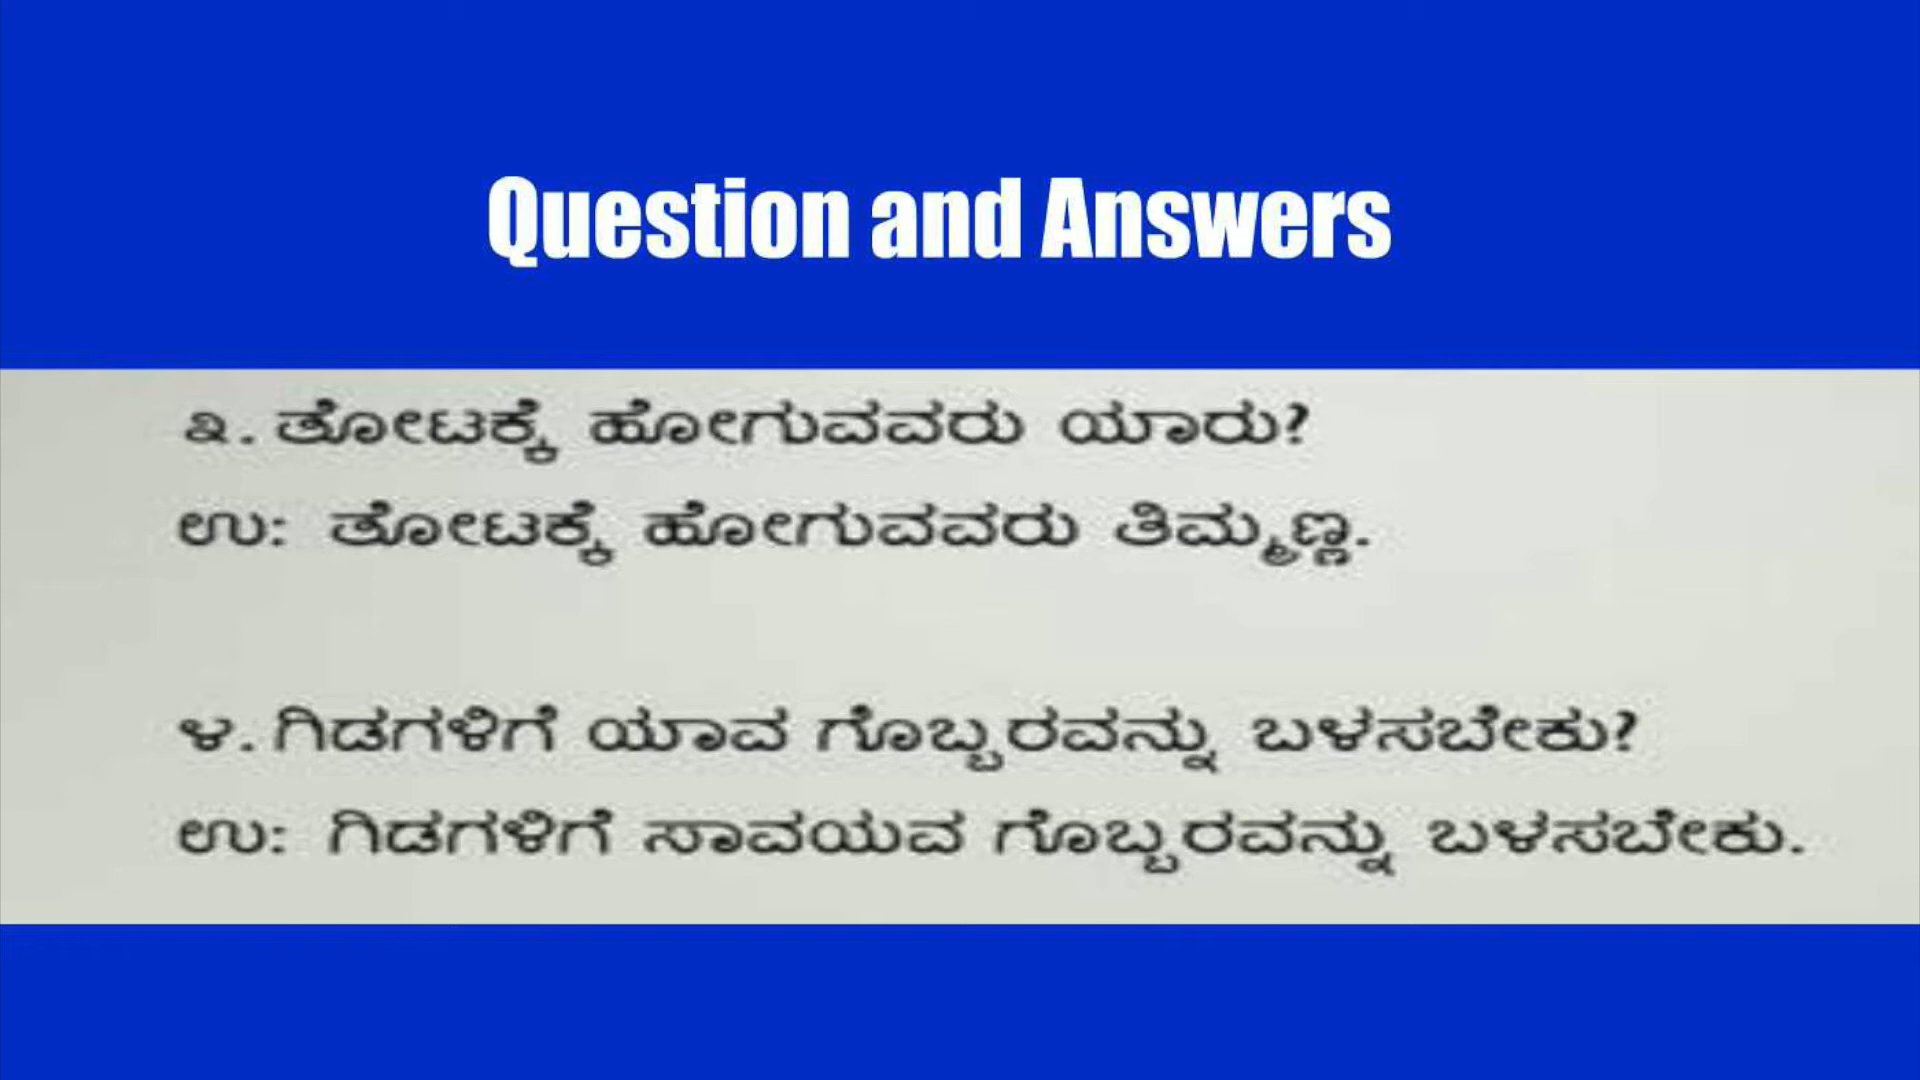 Question and Answers
೩. ತೋಟಕ್ಕೆ ಹೋಗುವವರು ಯಾರು?
ಉ: ತೋಟಕ್ಕೆ ಹೋಗುವವರು ತಿಮ್ಮಣ್ಣ.
೪. ಗಿಡಗಳಿಗೆ ಯಾವ ಗೊಬ್ಬರವನ್ನು ಬಳಸಬೇಕು?
ಉ: ಗಿಡಗಳಿಗೆ ಸಾವಯವ ಗೊಬ್ಬರವನ್ನು ಬಳಸಬೇಕು.